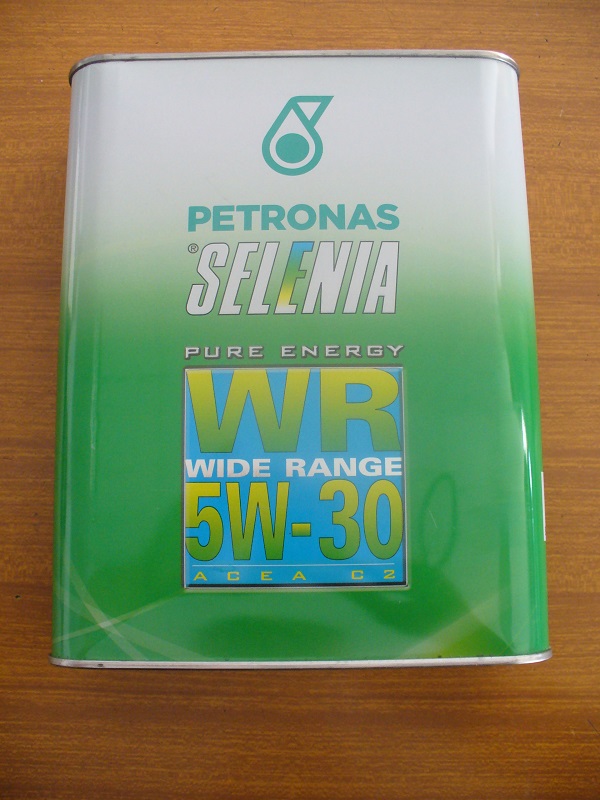 PETRONAS
® SELENIA
PURE ENERGY
WR
WIDE RANGE
5W-30
ACEA C2